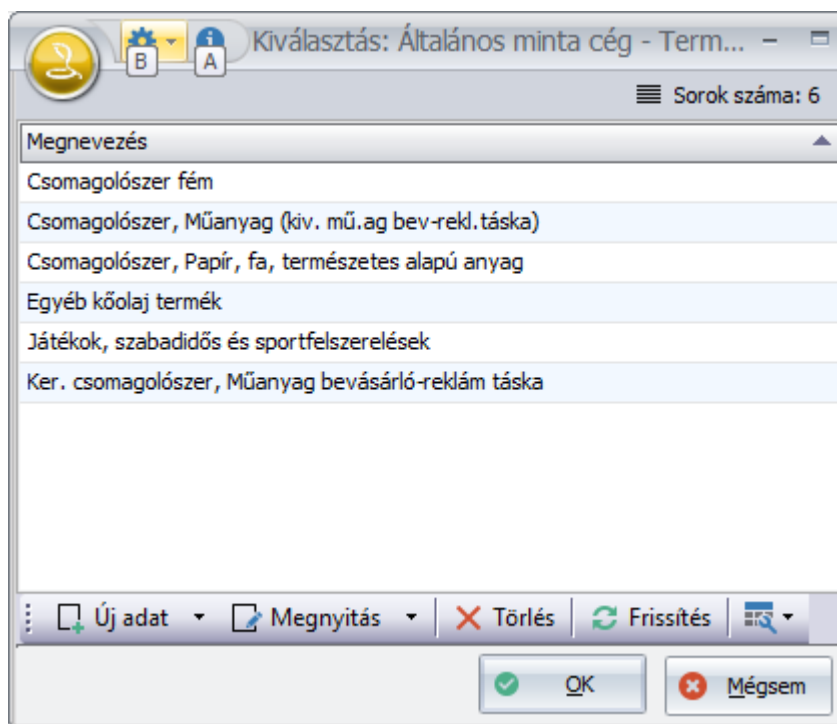 B
A
Kiválasztás: Általános minta cég - Term...
Sorok száma: 6
Megnevezés
Csomagolószer fém
Csomagolószer, Műanyag (kiv. mű.ag bev-rekl.táska)
Csomagolószer, Papír, fa, természetes alapú anyag
Egyéb kőolaj termék
Játékok, szabadidős és sportfelszerelések
Ker. csomagolószer, Műanyag bevásárló-reklám táska
Új adat Megnyitás Törlés Frissítés
OK Mégsem